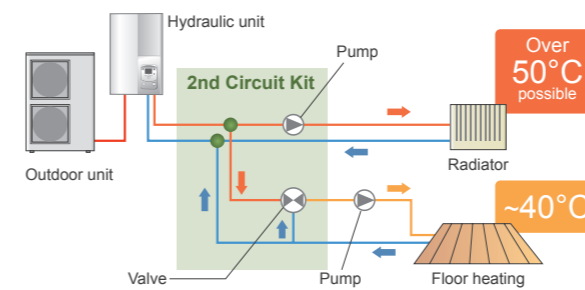 Hydraulic unit
Pump
Over
50°C
possible
2nd Circuit Kit
Outdoor unit
Radiator
~40°C
Valve
Pump
Floor heating